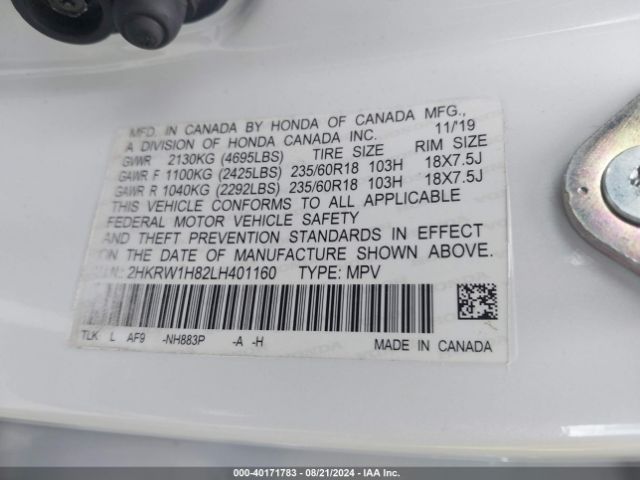 MFD. IN CANADA BY HONDA OF CANADA MFG.,
A DIVISION OF HONDA CANADA INC. 11/19
GVWR 2130KG (4695LBS) TIRE SIZE RIM SIZE
GAWR F 1100KG (2425LBS) 235/60R18 103H 18X7.5J
GAWR R 1040KG (2292LBS) 235/60R18 103H 18X7.5J
THIS VEHICLE CONFORMS TO ALL APPLICABLE
FEDERAL MOTOR VEHICLE SAFETY
AND THEFT PREVENTION STANDARDS IN EFFECT
ON THE DATE OF MANUFACTURE SHOWN ABOVE.
2HKRW1H82LH401160 TYPE: MPV
TLK L AF9 -NH883P -A -H MADE IN CANADA
000-40171783 - 08/21/2024 - IAA Inc.